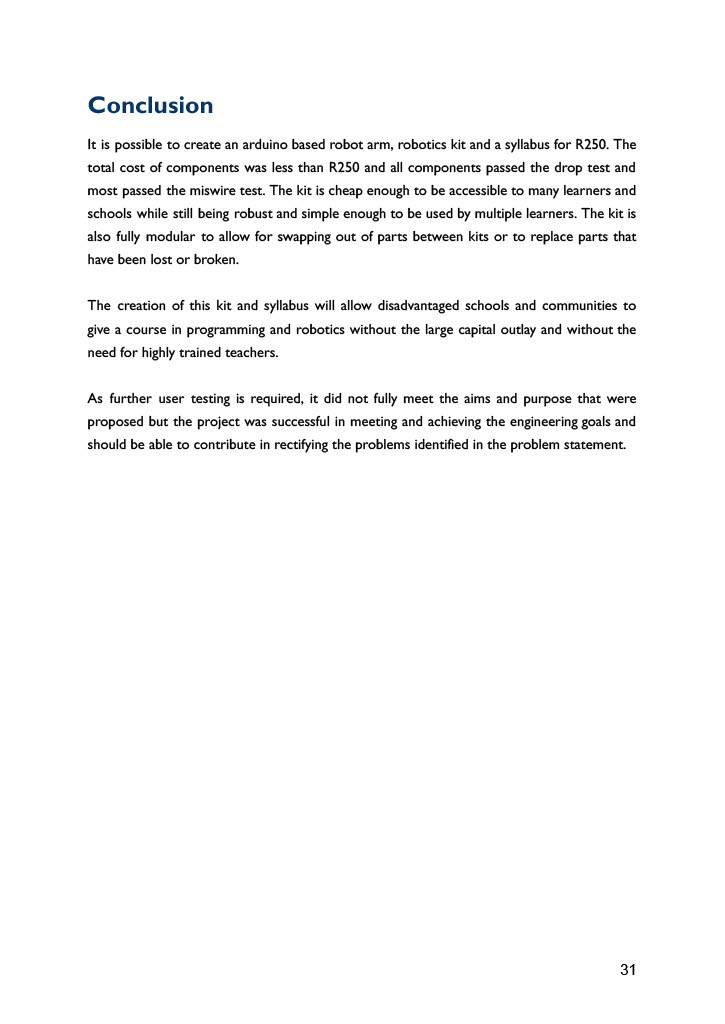 Conclusion
It is possible to create an arduino based robot arm, robotics kit and a syllabus for R250. The
total cost of components was less than R250 and all components passed the drop test and
most passed the miswire test. The kit is cheap enough to be accessible to many learners and
schools while still being robust and simple enough to be used by multiple learners. The kit is
also fully modular to allow for swapping out of parts between kits or to replace parts that
have been lost or broken.
The creation of this kit and syllabus will allow disadvantaged schools and communities to
give a course in programming and robotics without the large capital outlay and without the
need for highly trained teachers.
As further user testing is required, it did not fully meet the aims and purpose that were
proposed but the project was successful in meeting and achieving the engineering goals and
should be able to contribute in rectifying the problems identified in the problem statement.
31